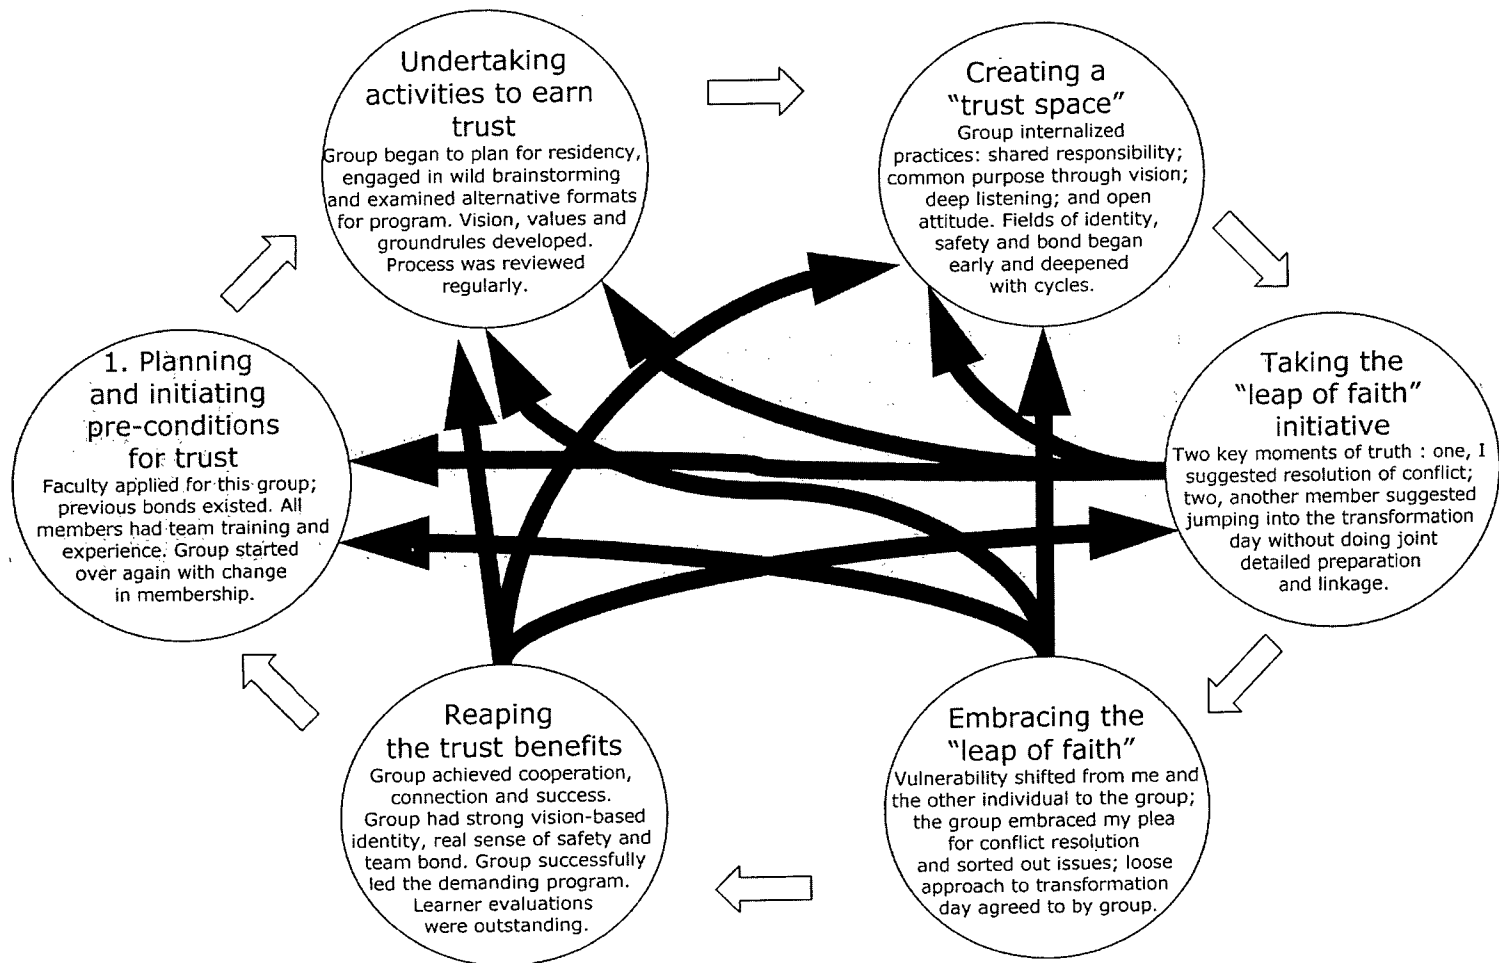 1. Planning
and initiating
pre-conditions
for trust
Faculty applied for this group;
previous bonds existed. All
members had team training and
experience. Group started
over again with change
in membership.
Undertaking
activities to earn
trust
Group began to plan for residency,
engaged in wild brainstorming
and examined alternative formats
for program. Vision, values and
groundrules developed.
Process was reviewed
regularly.
Creating a
“trust space”
Group internalized
practices: shared responsibility;
common purpose through vision;
deep listening; and open
attitude. Fields of identity,
safety and bond began
early and deepened
with cycles.
Taking the
“leap of faith”
initiative
Two key moments of truth : one, I
suggested resolution of conflict;
two, another member suggested
jumping into the transformation
day without doing joint
detailed preparation
and linkage.
Embracing the
“leap of faith”
Vulnerability shifted from me and
the other individual to the group;
the group embraced my plea
for conflict resolution
and sorted out issues; loose
approach to transformation
day agreed to by group.
Reaping
the trust benefits
Group achieved cooperation,
connection and success.
Group had strong vision-based
identity, real sense of safety and
team bond. Group successfully
led the demanding program.
Learner evaluations
were outstanding.